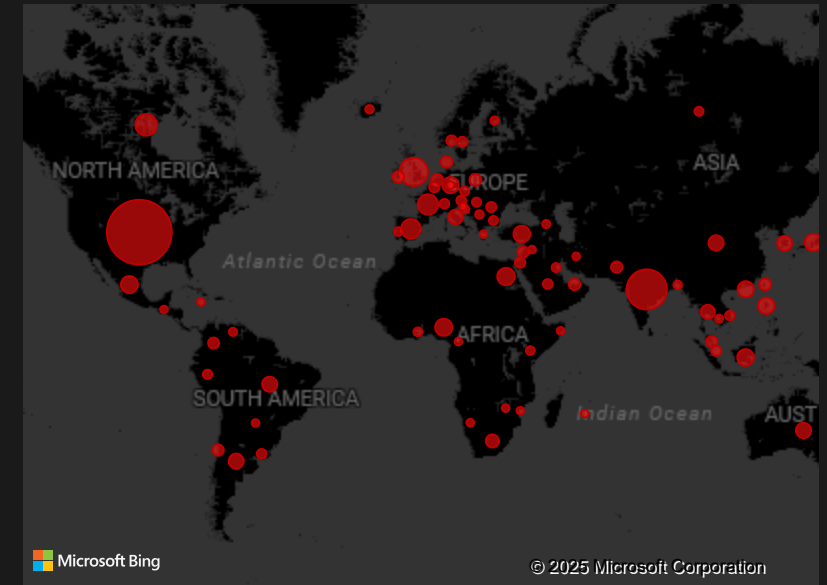 NORTH AMERICA
EUROPE
ASIA
Atlantic Ocean
AFRICA
SOUTH AMERICA
Indian Ocean
AUST
Microsoft Bing
© 2025 Microsoft Corporation